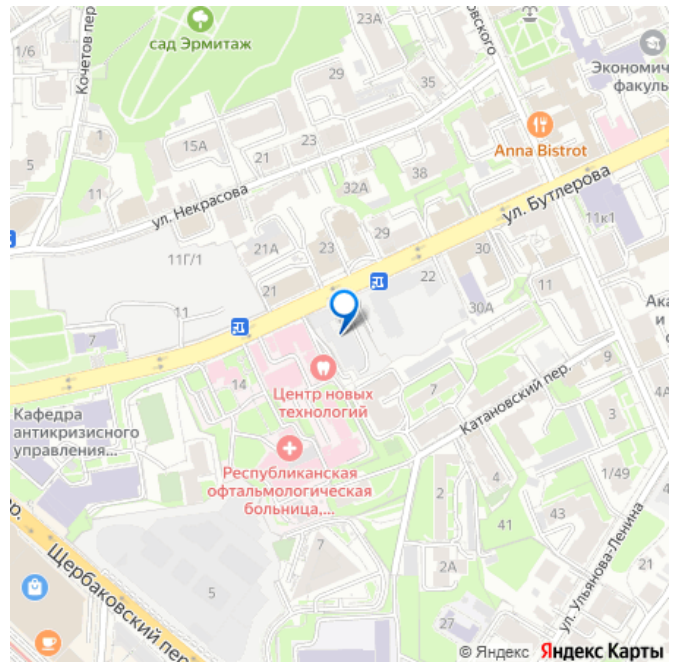 23А
1/6
Кочетов пер.
сад Эрмитаж
29
35
овского
Экономич
факуль
1
15А
23
21
Anna Bistrot
5
11
ул. Некрасова
32А
38
ул. Бутлерова
11к1
21А
23
29
30
11Г/1
22
11
21
30А
11
7
Ака
и
9
14
Центр новых
технологий
7
Катановский пер.
3
4А
Кафедра
антикризисного
управления...
Республиканская
офтальмологическая
больница,...
2
4
1/49
41
43
пер.
Щербаковский пер.
7
5
2А
ул. Ульянова-Ленина
21
27
© Яндекс Яндекс Карты